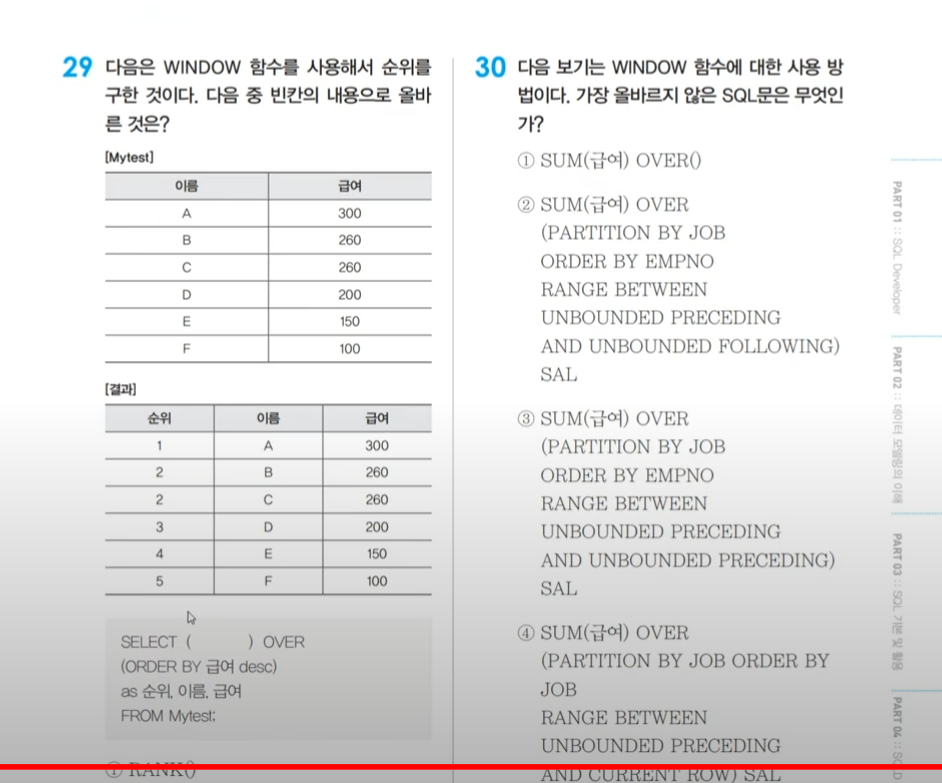 29 다음은 WINDOW 함수를 사용해서 순위를
구한 것이다. 다음 중 빈칸의 내용으로 올바
른 것은?
[Mytest]
이름 급여
A 300
B 260
C 260
D 200
E 150
F 100
[결과]
순위 이름 급여
1 A 300
2 B 260
2 C 260
3 D 200
4 E 150
5 F 100
SELECT ( ) OVER
(ORDER BY 급여 desc)
as 순위, 이름, 급여
FROM Mytest;
① RANK()
30 다음 보기는 WINDOW 함수에 대한 사용 방
법이다. 가장 올바르지 않은 SQL문은 무엇인
가?
① SUM(급여) OVER()
② SUM(급여) OVER
(PARTITION BY JOB
ORDER BY EMPNO
RANGE BETWEEN
UNBOUNDED PRECEDING
AND UNBOUNDED FOLLOWING)
SAL
③ SUM(급여) OVER
(PARTITION BY JOB
ORDER BY EMPNO
RANGE BETWEEN
UNBOUNDED PRECEDING
AND UNBOUNDED PRECEDING)
SAL
④ SUM(급여) OVER
(PARTITION BY JOB ORDER BY
JOB
RANGE BETWEEN
UNBOUNDED PRECEDING
AND CURRENT ROW) SAL
PART 01 :: SQL Developer
PART 02 :: 데이터 모델링의 이해
PART 03 :: SQL 기본 및 활용
PART 04 ::